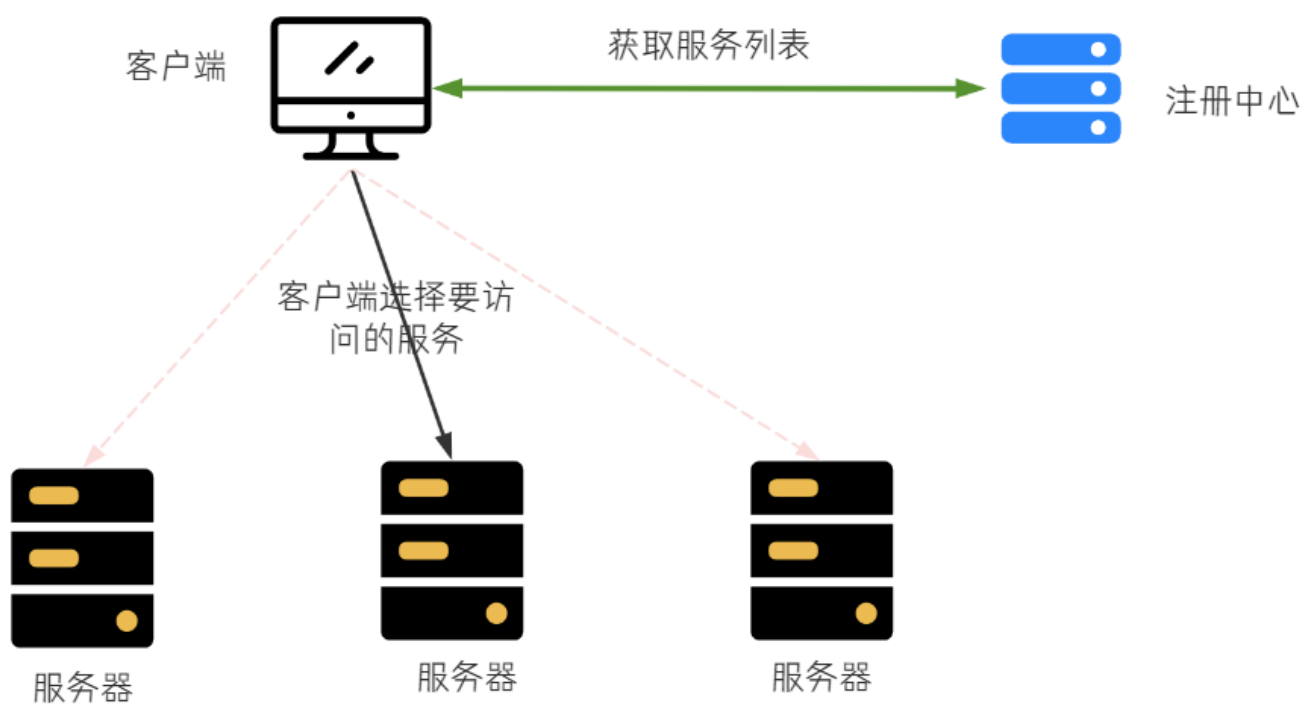 客户端
获取服务列表
注册中心
客户端选择要访
问的服务
服务器
服务器
服务器